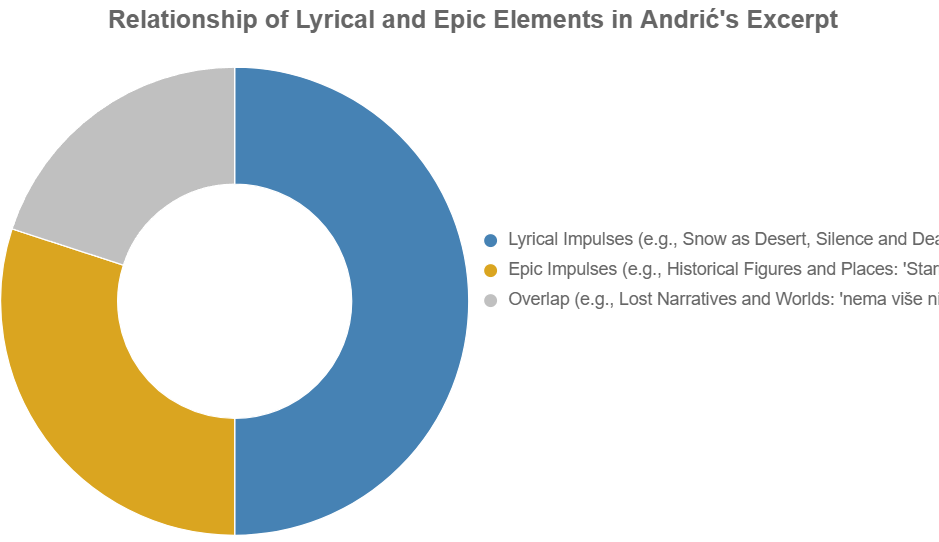 Relationship of Lyrical and Epic Elements in Andrić's Excerpt
Lyrical Impulses (e.g., Snow as Desert, Silence and Dea
Epic Impulses (e.g., Historical Figures and Places: 'Star
Overlap (e.g., Lost Narratives and Worlds: 'nema više ni